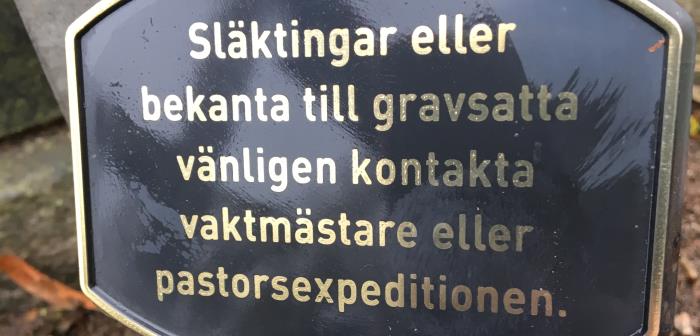 Släktingar eller
bekanta till gravsatta
vänligen kontakta
vaktmästare eller
pastorsexpeditionen.